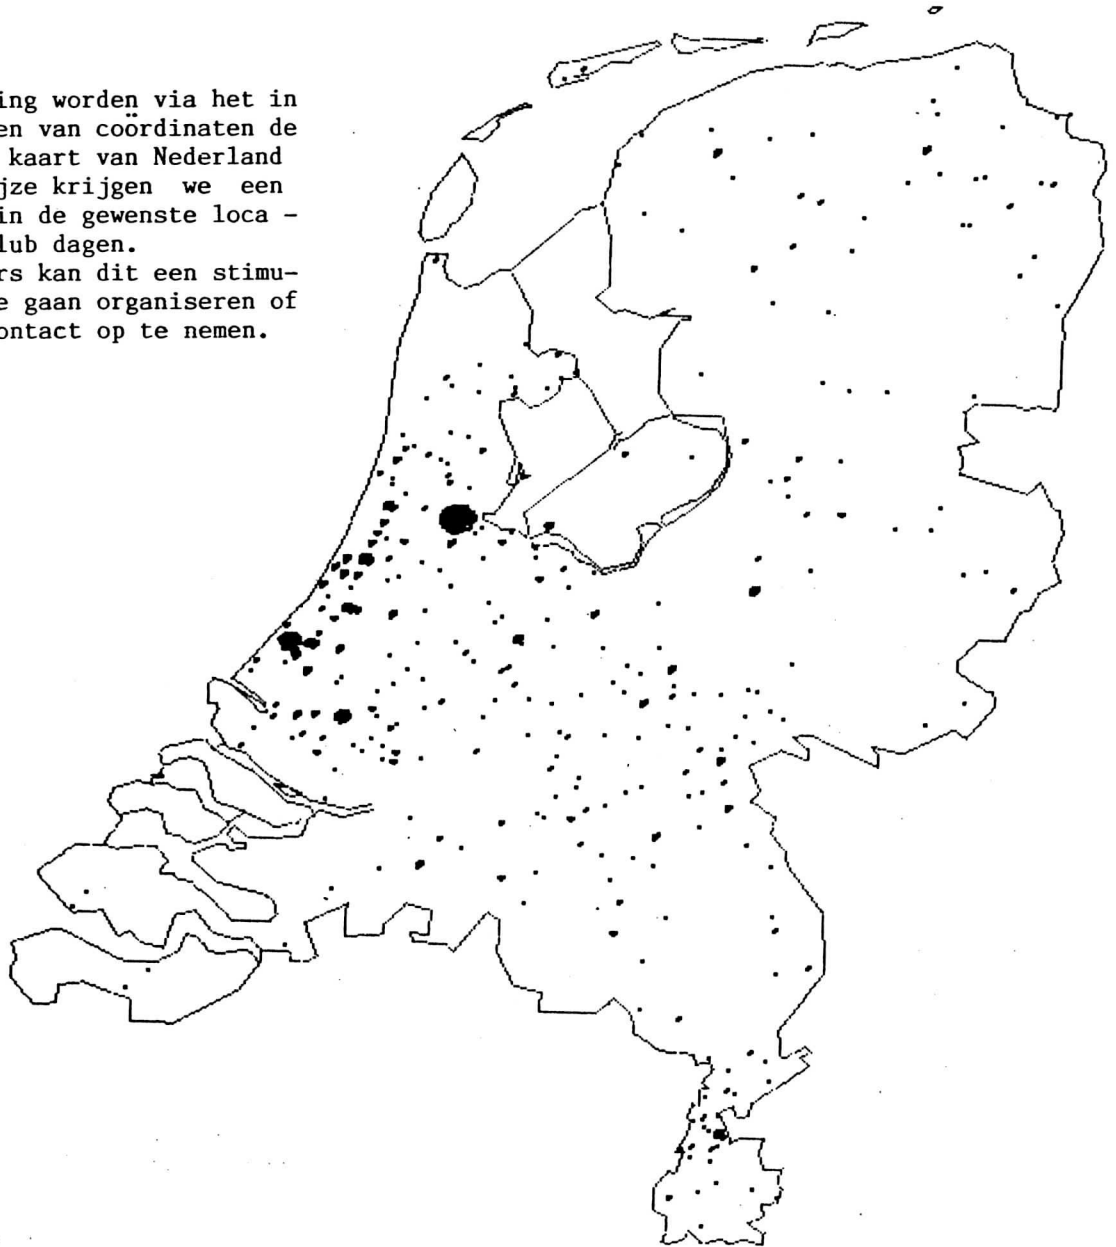 ing worden via het in
en van coördinaten de
kaart van Nederland
jze krijgen we een
in de gewenste loca –
lub dagen.
rs kan dit een stimu–
e gaan organiseren of
ontact op te nemen.